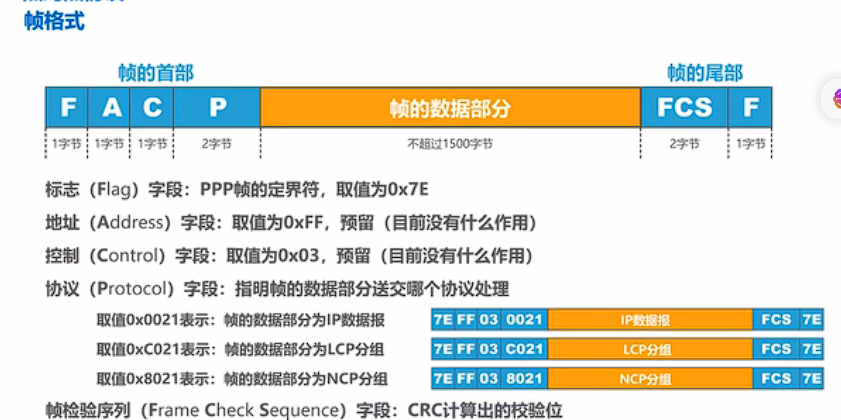 帧格式
帧的首部 帧的尾部
F A C P 帧的数据部分 FCS F
1字节 1字节 1字节 2字节 不超过1500字节 2字节 1字节
标志（Flag）字段：PPP帧的定界符，取值为0x7E
地址（Address）字段：取值为0xFF，预留（目前没有什么作用）
控制（Control）字段：取值为0x03，预留（目前没有什么作用）
协议（Protocol）字段：指明帧的数据部分送交哪个协议处理
取值0x0021表示：帧的数据部分为IP数据报 7E FF 03 0021 IP数据报 FCS 7E
取值0xC021表示：帧的数据部分为LCP分组 7E FF 03 C021 LCP分组 FCS 7E
取值0x8021表示：帧的数据部分为NCP分组 7E FF 03 8021 NCP分组 FCS 7E
帧检验序列（Frame Check Sequence）字段：CRC计算出的校验位